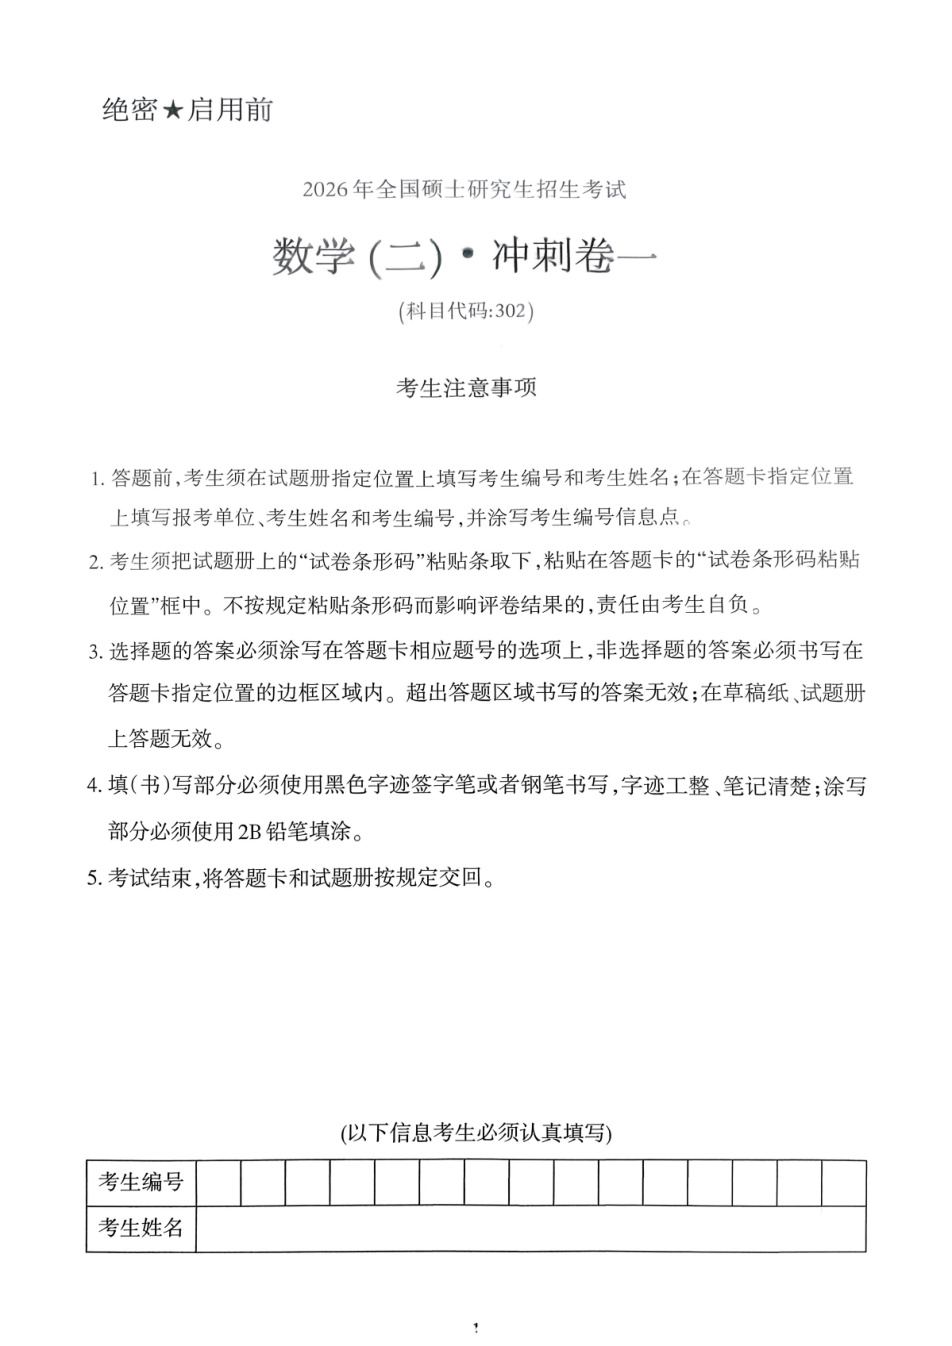 绝密★启用前
2026年全国硕士研究生招生考试
数学(二)·冲刺卷一
(科目代码:302)
考生注意事项
1. 答题前,考生须在试题册指定位置上填写考生编号和考生姓名;在答题卡指定位置
上填写报考单位、考生姓名和考生编号,并涂写考生编号信息点。
2. 考生须把试题册上的“试卷条形码”粘贴条取下,粘贴在答题卡的“试卷条形码粘贴
位置”框中。不按规定粘贴条形码而影响评卷结果的,责任由考生自负。
3. 选择题的答案必须涂写在答题卡相应题号的选项上,非选择题的答案必须书写在
答题卡指定位置的边框区域内。超出答题区域书写的答案无效;在草稿纸、试题册
上答题无效。
4. 填(书)写部分必须使用黑色字迹签字笔或者钢笔书写,字迹工整、笔记清楚;涂写
部分必须使用2B铅笔填涂。
5. 考试结束,将答题卡和试题册按规定交回。
(以下信息考生必须认真填写)
考生编号
考生姓名
1